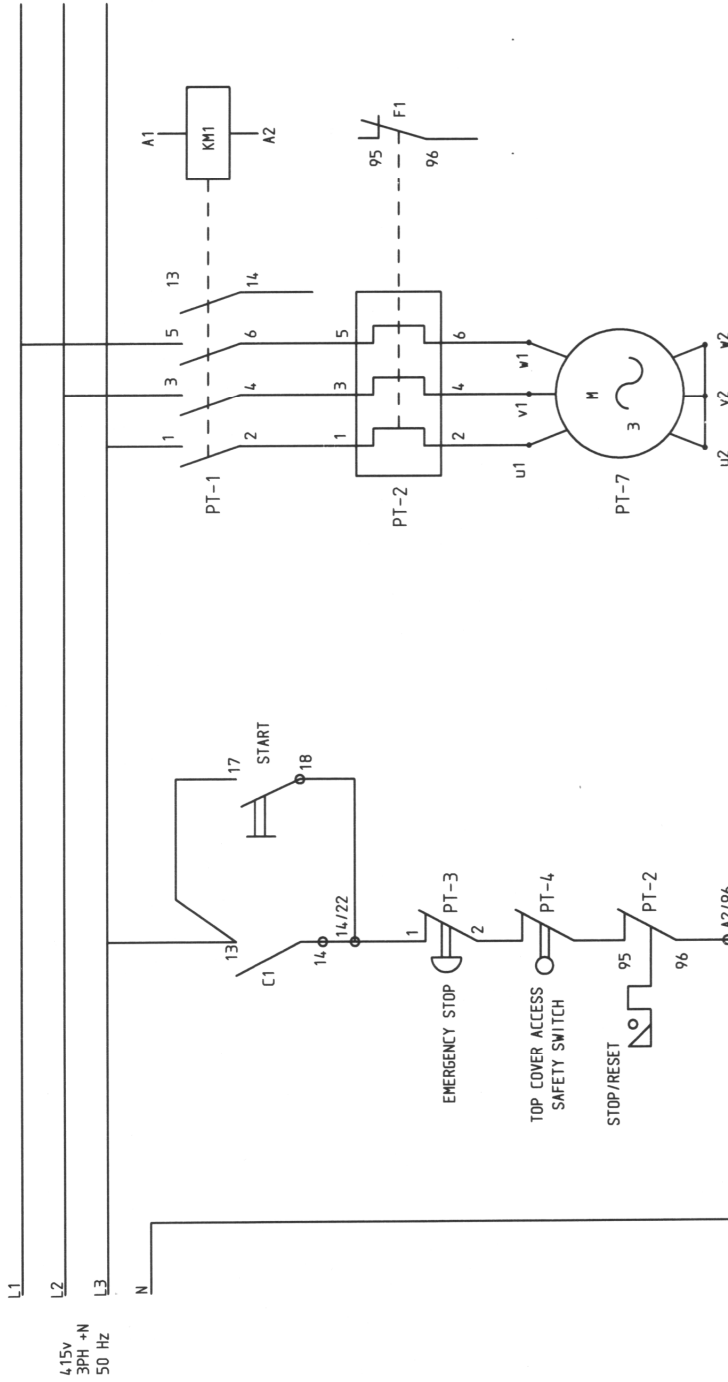 L1
L2
L3
N
415v
3PH +N
50 Hz
13
C1
14
14/22
17
START
18
EMERGENCY STOP
1
2
PT-3
TOP COVER ACCESS
SAFETY SWITCH
PT-4
STOP/RESET
95
96
PT-2
A2/96
PT-1
1
2
3
4
5
6
13
14
A1
KM1
A2
PT-2
1
2
3
4
5
6
95
96
F1
u1
v1
w1
PT-7
M
3
u2
v2
w2